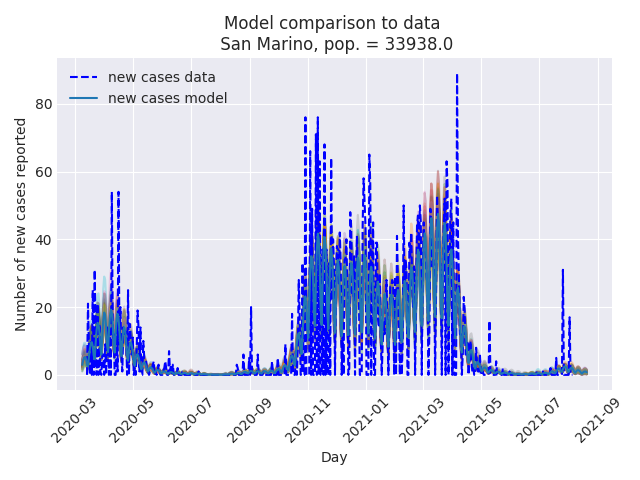 Model comparison to data
San Marino, pop. = 33938.0
new cases data
new cases model
Number of new cases reported
80
60
40
20
0
2020-03
2020-05
2020-07
2020-09
2020-11
2021-01
2021-03
2021-05
2021-07
2021-09
Day